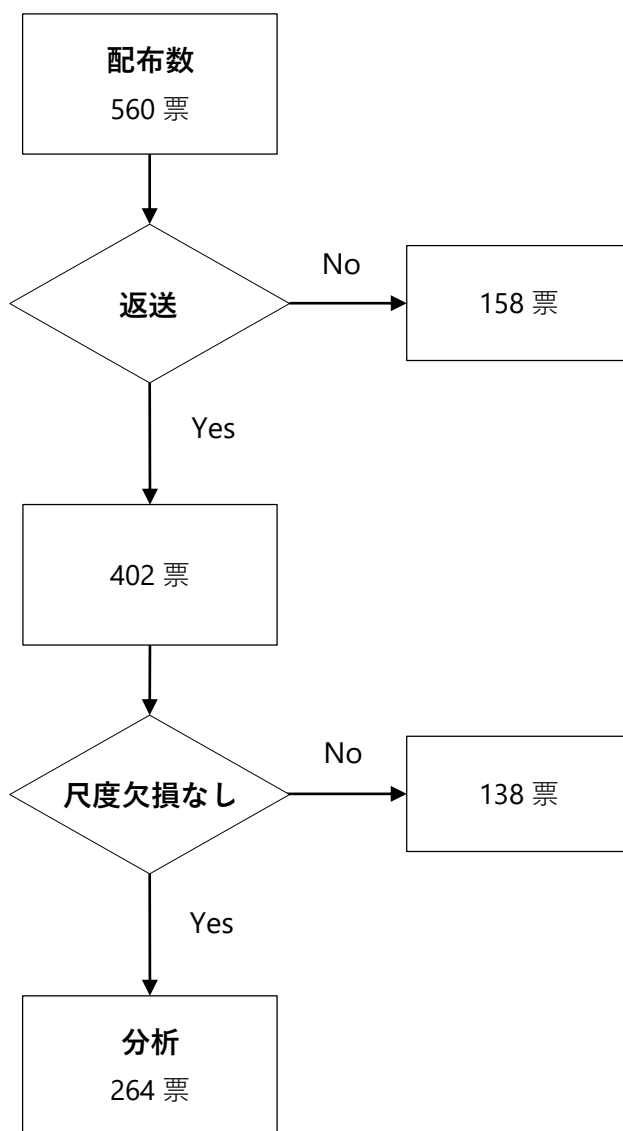 配布数
560 票
返送
No
158 票
Yes
402 票
尺度欠損なし
No
138 票
Yes
分析
264 票